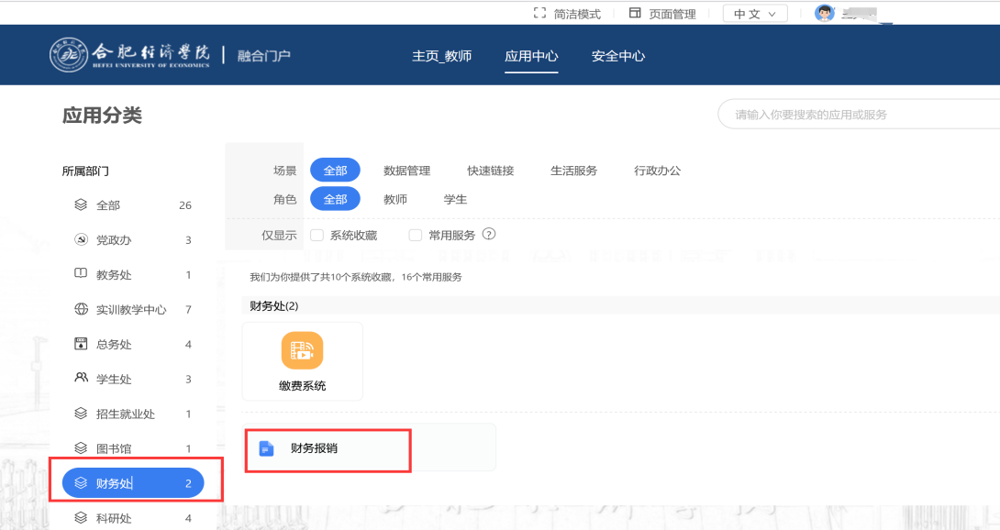 简洁模式 页面管理 中 文
合肥经济学院 融合门户 主页_教师 应用中心 安全中心
HEFEI UNIVERSITY OF ECONOMICS
应用分类 请输入你要搜索的应用或服务
所属部门
全部 26
党政办 3
教务处 1
实训教学中心 7
总务处 4
学生处 3
招生就业处 1
图书馆 1
财务处 2
科研处 4
场景 全部 数据管理 快速链接 生活服务 行政办公
角色 全部 教师 学生
仅显示 系统收藏 常用服务 ?
我们为你提供了共10个系统收藏，16个常用服务
财务处(2)
缴费系统
财务报销